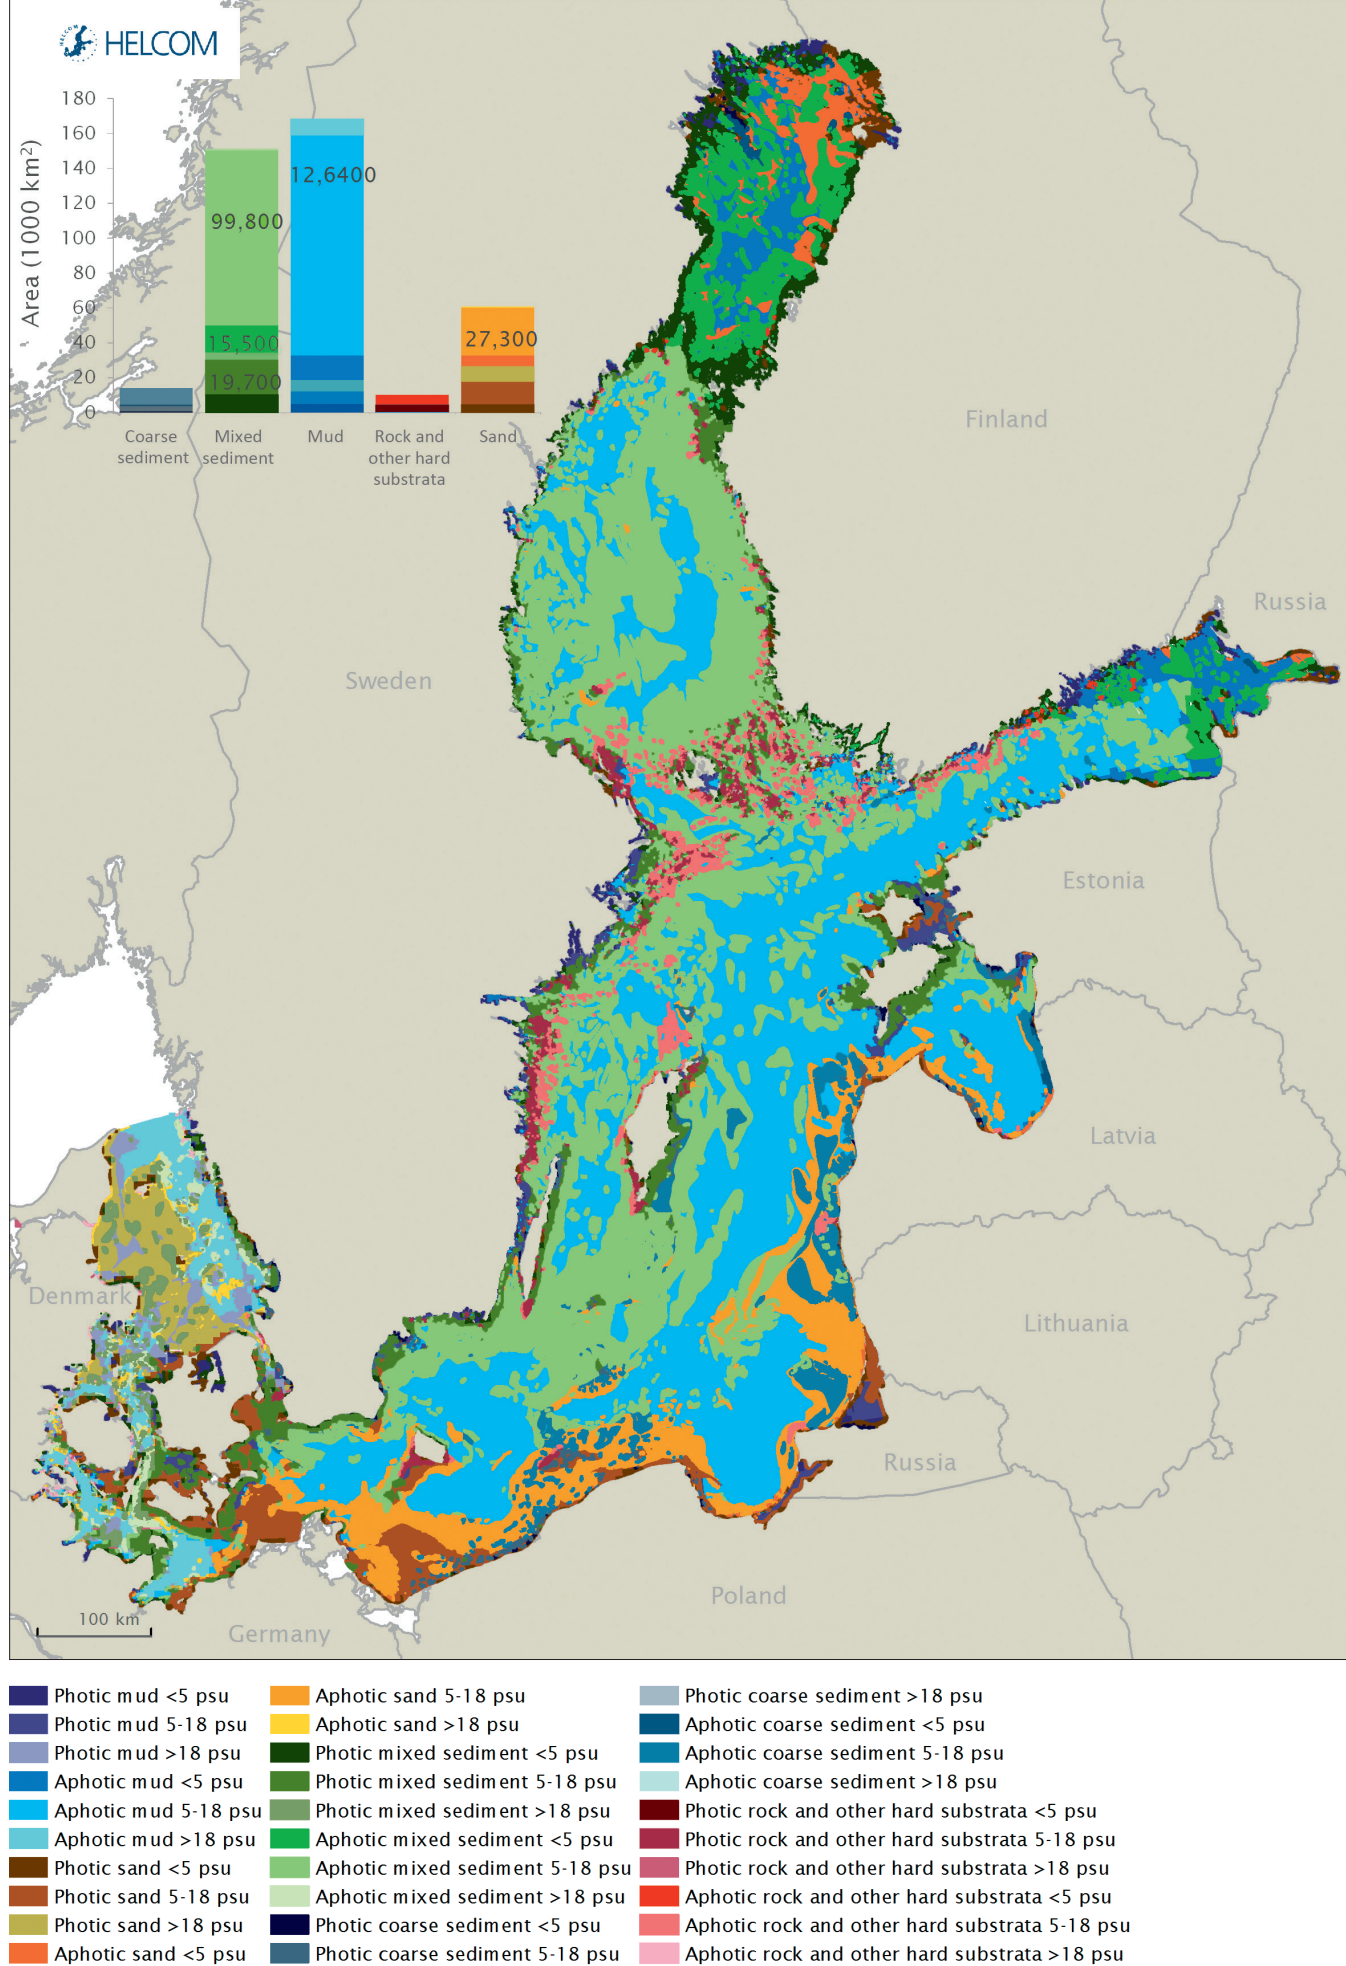 HELCOM
180
160
140
120
100
80
60
40
20
0
Area (1000 km²)
99,800
15,500
19,700
12,6400
27,300
Coarse sediment
Mixed sediment
Mud
Rock and other hard substrata
Sand
Finland
Russia
Sweden
Estonia
Latvia
Denmark
Lithuania
Russia
Poland
Germany
100 km
Photic mud <5 psu
Photic mud 5-18 psu
Photic mud >18 psu
Aphotic mud <5 psu
Aphotic mud 5-18 psu
Aphotic mud >18 psu
Photic sand <5 psu
Photic sand 5-18 psu
Photic sand >18 psu
Aphotic sand <5 psu
Aphotic sand 5-18 psu
Aphotic sand >18 psu
Photic mixed sediment <5 psu
Photic mixed sediment 5-18 psu
Photic mixed sediment >18 psu
Aphotic mixed sediment <5 psu
Aphotic mixed sediment 5-18 psu
Aphotic mixed sediment >18 psu
Photic coarse sediment <5 psu
Photic coarse sediment 5-18 psu
Photic coarse sediment >18 psu
Aphotic coarse sediment <5 psu
Aphotic coarse sediment 5-18 psu
Aphotic coarse sediment >18 psu
Photic rock and other hard substrata <5 psu
Photic rock and other hard substrata 5-18 psu
Photic rock and other hard substrata >18 psu
Aphotic rock and other hard substrata <5 psu
Aphotic rock and other hard substrata 5-18 psu
Aphotic rock and other hard substrata >18 psu